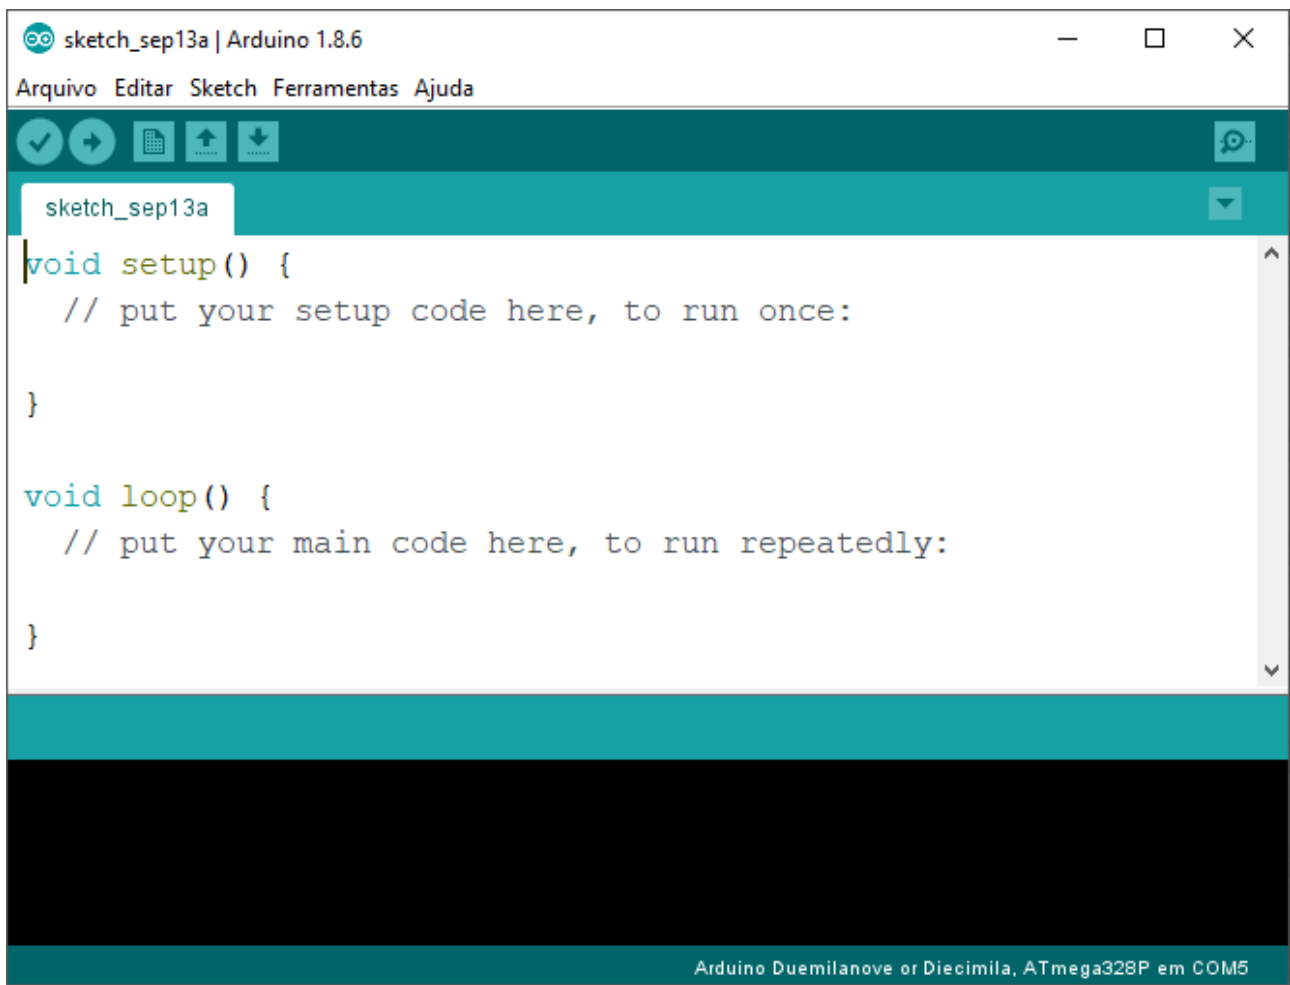 sketch_sep13a | Arduino 1.8.6
Arquivo Editar Sketch Ferramentas Ajuda
sketch_sep13a
void setup() {
  // put your setup code here, to run once:
}
void loop() {
  // put your main code here, to run repeatedly:
}
Arduino Duemilanove or Diecimila, ATmega328P em COM5